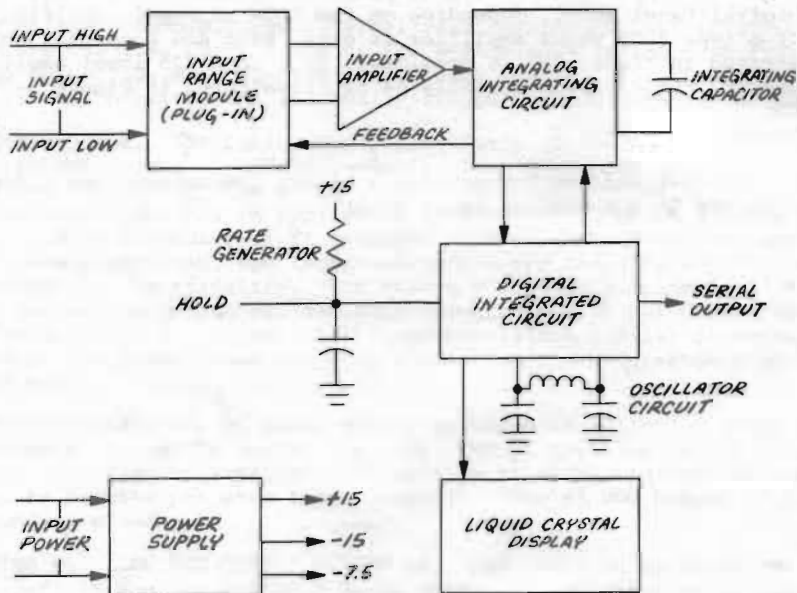 INPUT HIGH
INPUT
SIGNAL
INPUT LOW
INPUT
RANGE
MODULE
(PLUG-IN)
INPUT
AMPLIFIER
ANALOG
INTEGRATING
CIRCUIT
INTEGRATING
CAPACITOR
FEEDBACK
+15
RATE
GENERATOR
HOLD
DIGITAL
INTEGRATED
CIRCUIT
SERIAL
OUTPUT
OSCILLATOR
CIRCUIT
INPUT
POWER
POWER
SUPPLY
+15
-15
-7.5
LIQUID CRYSTAL
DISPLAY